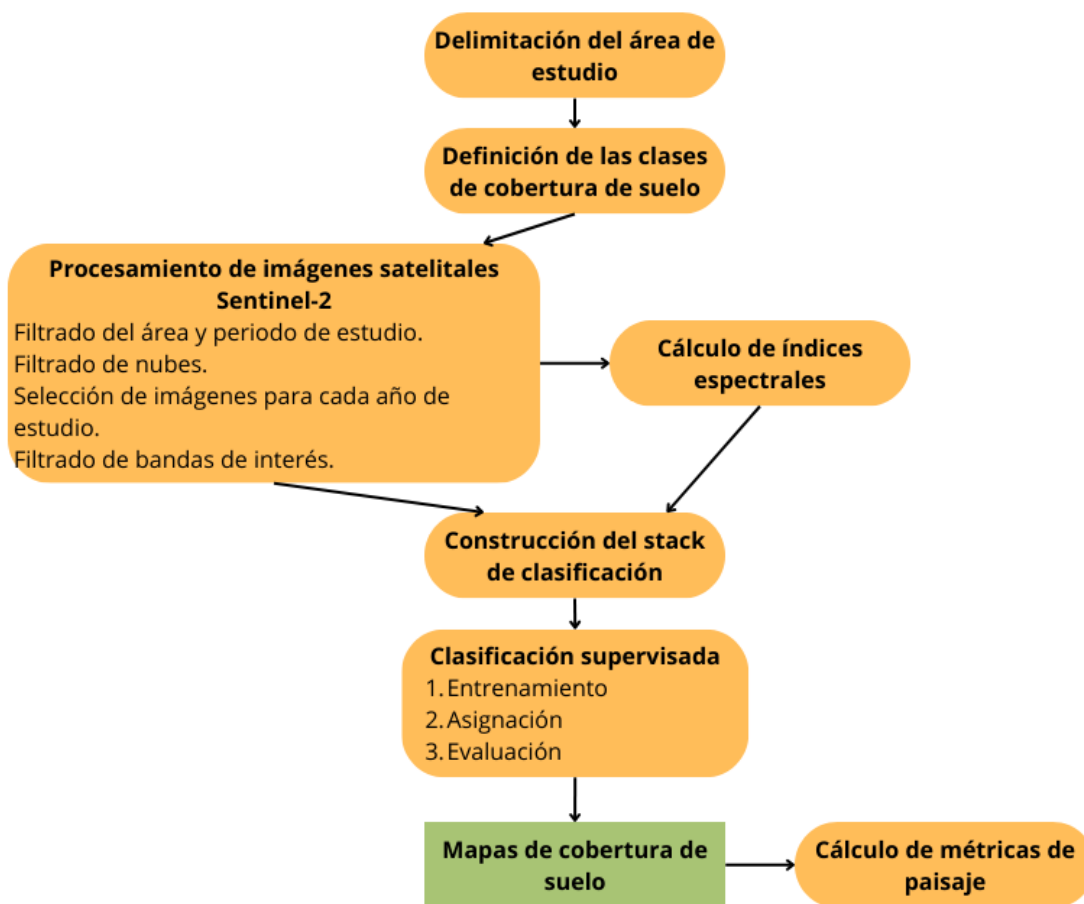 Delimitación del área de
estudio
Definición de las clases
de cobertura de suelo
Procesamiento de imágenes satelitales
Sentinel-2
Filtrado del área y periodo de estudio.
Filtrado de nubes.
Selección de imágenes para cada año de
estudio.
Filtrado de bandas de interés.
Cálculo de índices
espectrales
Construcción del stack
de clasificación
Clasificación supervisada
1. Entrenamiento
2. Asignación
3. Evaluación
Mapas de cobertura de
suelo
Cálculo de métricas de
paisaje